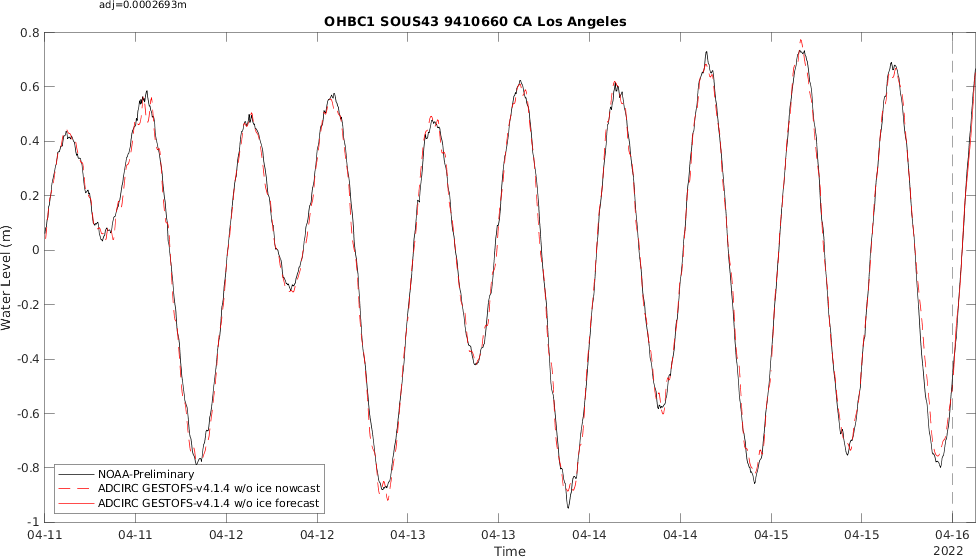 adj=0.0002693m
OHBC1 SOUS43 9410660 CA Los Angeles
0.8
0.6
0.4
0.2
0
-0.2
-0.4
-0.6
-0.8
-1
Water Level (m)
NOAA-Preliminary
ADCIRC GESTOFS-v4.1.4 w/o ice nowcast
ADCIRC GESTOFS-v4.1.4 w/o ice forecast
04-11 04-11 04-12 04-12 04-13 04-13 04-14 04-14 04-15 04-15 04-16
Time
2022